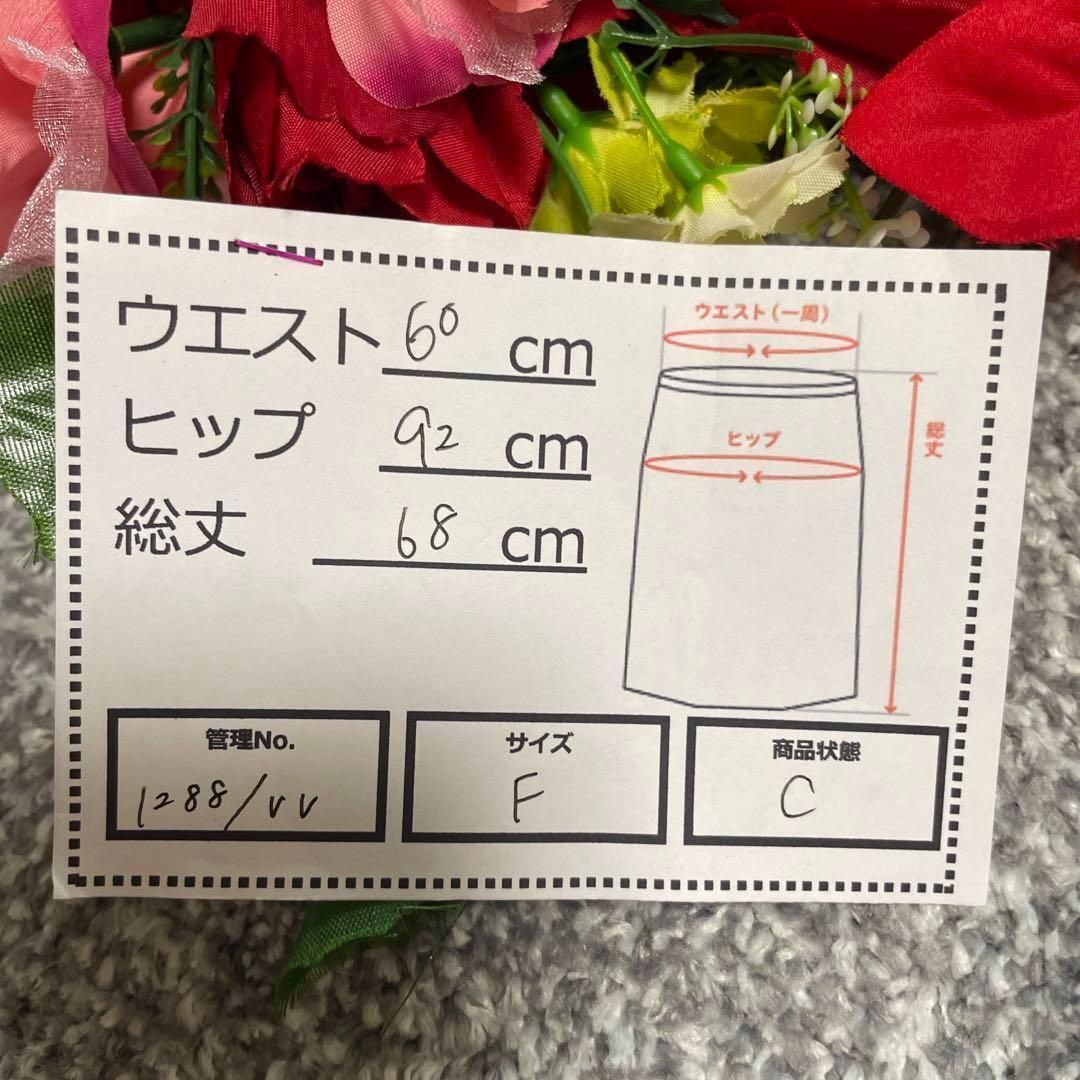 ウエスト 60 cm
ヒップ 92 cm
総丈 68 cm
ウエスト(一周)
ヒップ
総丈
管理No.
1288/VV
サイズ
F
商品状態
C